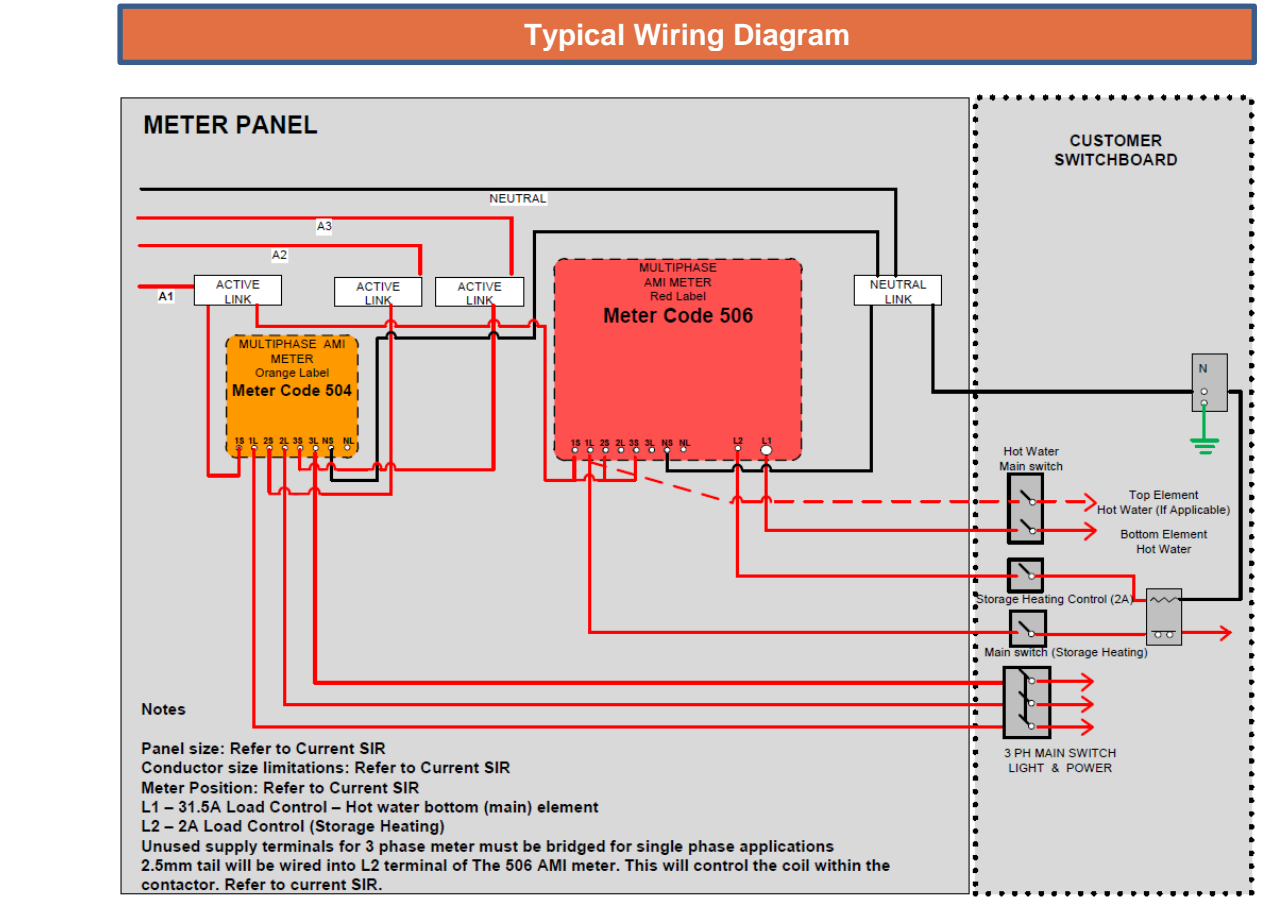 Typical Wiring Diagram
METER PANEL
CUSTOMER
SWITCHBOARD
NEUTRAL
A3
A2
A1
ACTIVE
LINK
ACTIVE
LINK
ACTIVE
LINK
NEUTRAL
LINK
MULTIPHASE
AMI METER
Red Label
Meter Code 506
MULTIPHASE AMI
METER
Orange Label
Meter Code 504
1S 1L 2S 2L 3S 3L NS NL
1S 1L 2S 2L 3S 3L NS NL L2 L1
N
Hot Water
Main switch
Top Element
Hot Water (If Applicable)
Bottom Element
Hot Water
Storage Heating Control (2A)
Main switch (Storage Heating)
3 PH MAIN SWITCH
LIGHT & POWER
Notes
Panel size: Refer to Current SIR
Conductor size limitations: Refer to Current SIR
Meter Position: Refer to Current SIR
L1 – 31.5A Load Control – Hot water bottom (main) element
L2 – 2A Load Control (Storage Heating)
Unused supply terminals for 3 phase meter must be bridged for single phase applications
2.5mm tail will be wired into L2 terminal of The 506 AMI meter. This will control the coil within the
contactor. Refer to current SIR.